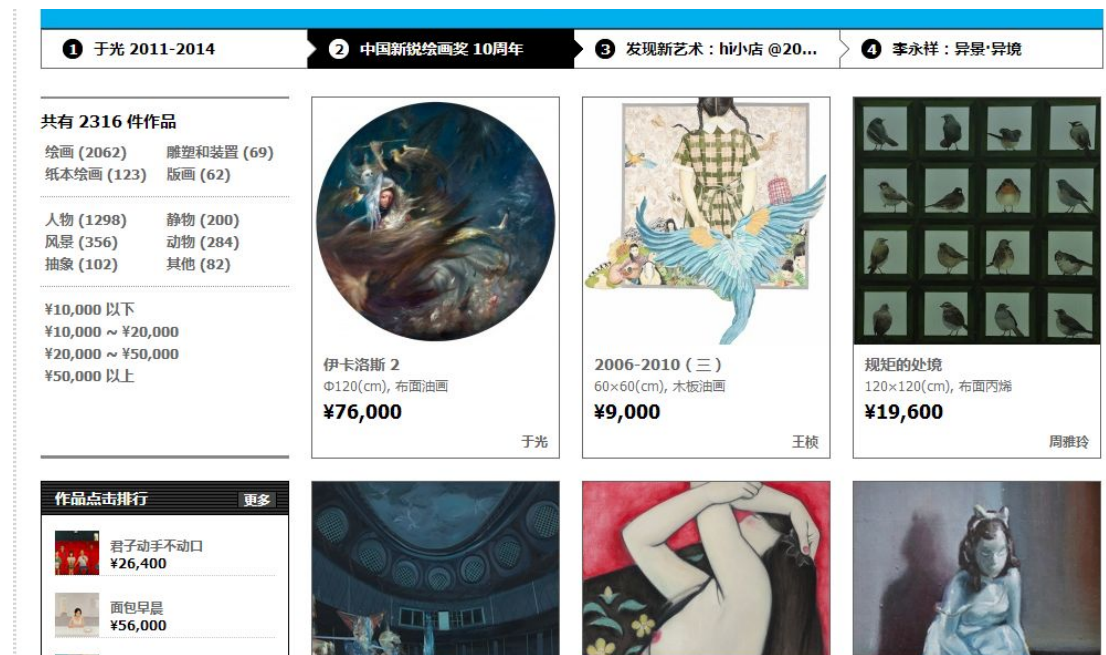 1 于光 2011-2014
2 中国新锐绘画奖 10周年
3 发现新艺术：hi小店 @20...
4 李永祥：异景·异境
共有 2316 件作品
绘画 (2062) 雕塑和装置 (69)
纸本绘画 (123) 版画 (62)
人物 (1298) 静物 (200)
风景 (356) 动物 (284)
抽象 (102) 其他 (82)
¥10,000 以下
¥10,000 ~ ¥20,000
¥20,000 ~ ¥50,000
¥50,000 以上
伊卡洛斯 2
Φ120(cm), 布面油画
¥76,000
于光
2006-2010 ( 三 )
60×60(cm), 木板油画
¥9,000
王桢
规矩的处境
120×120(cm), 布面丙烯
¥19,600
周雅玲
作品点击排行 更多
君子动手不动口
¥26,400
面包早晨
¥56,000